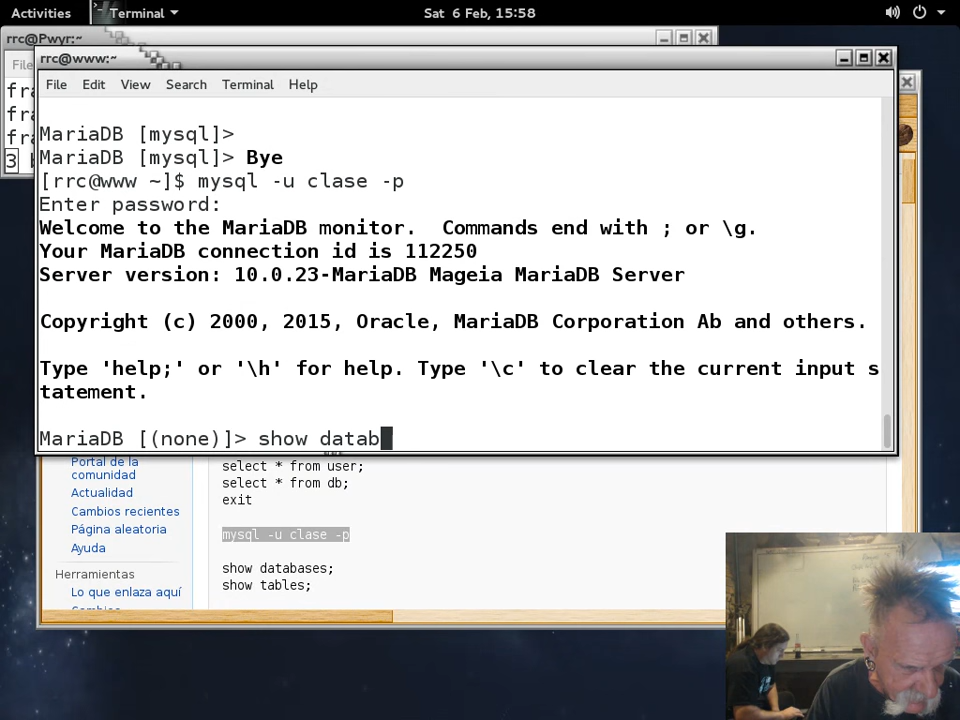 Activities
Terminal
Sat 6 Feb, 15:58
rrc@Pwyr:~
rrc@www:~
File
File Edit View Search Terminal Help
fra
fra
fra
3
MariaDB [mysql]>
MariaDB [mysql]> Bye
[rrc@www ~]$ mysql -u clase -p
Enter password:
Welcome to the MariaDB monitor.  Commands end with ; or \g.
Your MariaDB connection id is 112250
Server version: 10.0.23-MariaDB Mageia MariaDB Server
Copyright (c) 2000, 2015, Oracle, MariaDB Corporation Ab and others.
Type 'help;' or '\h' for help. Type '\c' to clear the current input s
tatement.
MariaDB [(none)]> show datab
Portal de la
comunidad
Actualidad
Cambios recientes
Página aleatoria
Ayuda
Herramientas
Lo que enlaza aquí
select * from user;
select * from db;
exit
mysql -u clase -p
show databases;
show tables;